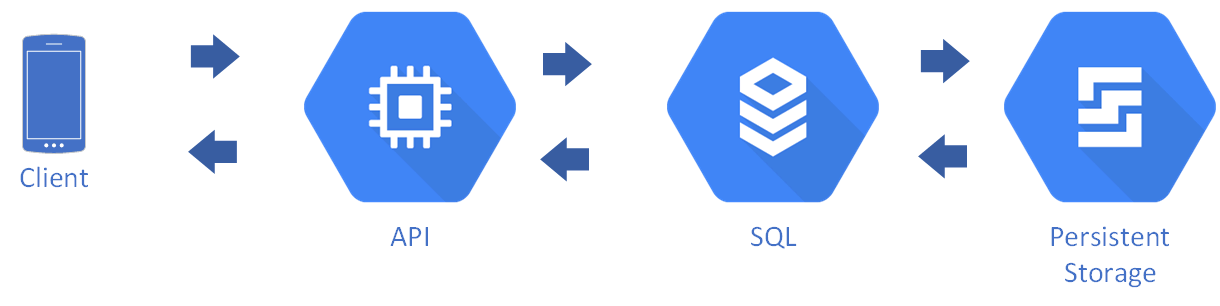 Client
API
SQL
Persistent
Storage